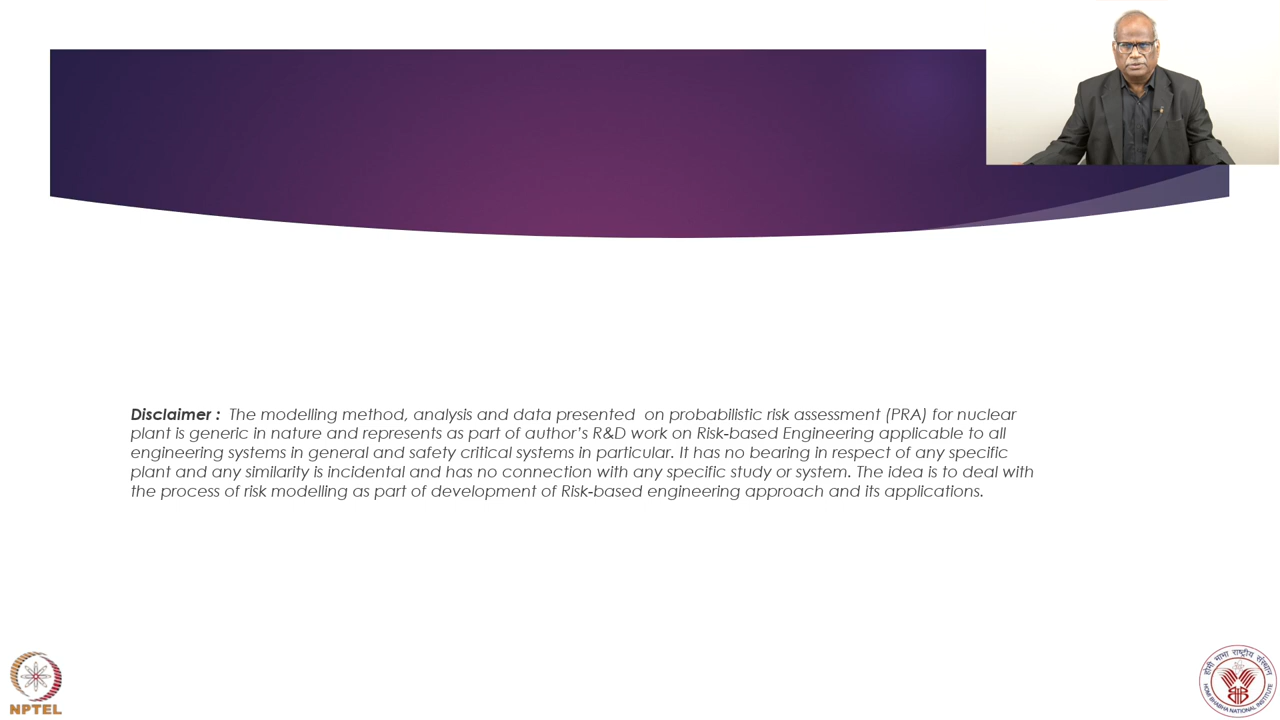 Disclaimer : The modelling method, analysis and data presented on probabilistic risk assessment (PRA) for nuclear
plant is generic in nature and represents as part of author's R&D work on Risk-based Engineering applicable to all
engineering systems in general and safety critical systems in particular. It has no bearing in respect of any specific
plant and any similarity is incidental and has no connection with any specific study or system. The idea is to deal with
the process of risk modelling as part of development of Risk-based engineering approach and its applications.
NPTEL
होमी भाभा राष्ट्रीय संस्थान
HOMI BHABHA NATIONAL INSTITUTE